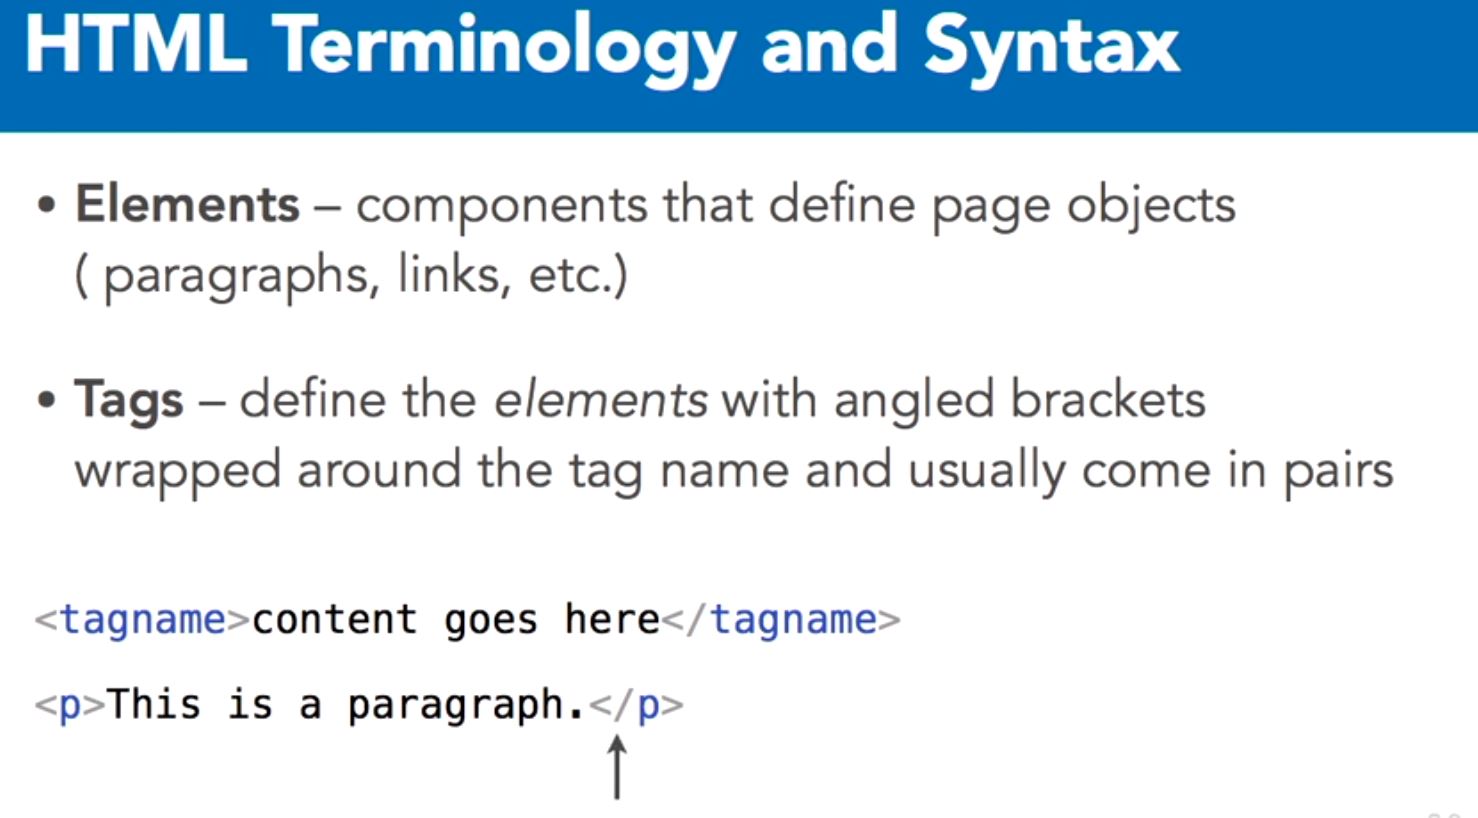 HTML Terminology and Syntax
• Elements – components that define page objects
( paragraphs, links, etc.)
• Tags – define the elements with angled brackets
wrapped around the tag name and usually come in pairs
<tagname>content goes here</tagname>
<p>This is a paragraph.</p>